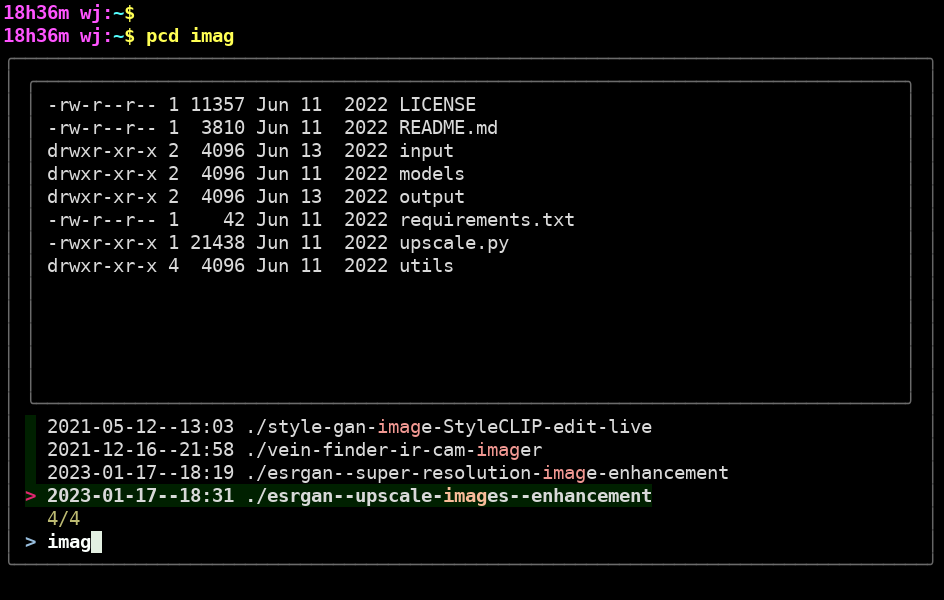 18h36m wj:~$
18h36m wj:~$ pcd imag
-rw-r--r-- 1 11357 Jun 11  2022 LICENSE
-rw-r--r-- 1  3810 Jun 11  2022 README.md
drwxr-xr-x 2  4096 Jun 13  2022 input
drwxr-xr-x 2  4096 Jun 11  2022 models
drwxr-xr-x 2  4096 Jun 13  2022 output
-rw-r--r-- 1    42 Jun 11  2022 requirements.txt
-rwxr-xr-x 1 21438 Jun 11  2022 upscale.py
drwxr-xr-x 4  4096 Jun 11  2022 utils
2021-05-12--13:03 ./style-gan-image-StyleCLIP-edit-live
2021-12-16--21:58 ./vein-finder-ir-cam-imager
2023-01-17--18:19 ./esrgan--super-resolution-image-enhancement
> 2023-01-17--18:31 ./esrgan--upscale-images--enhancement
4/4
> imag